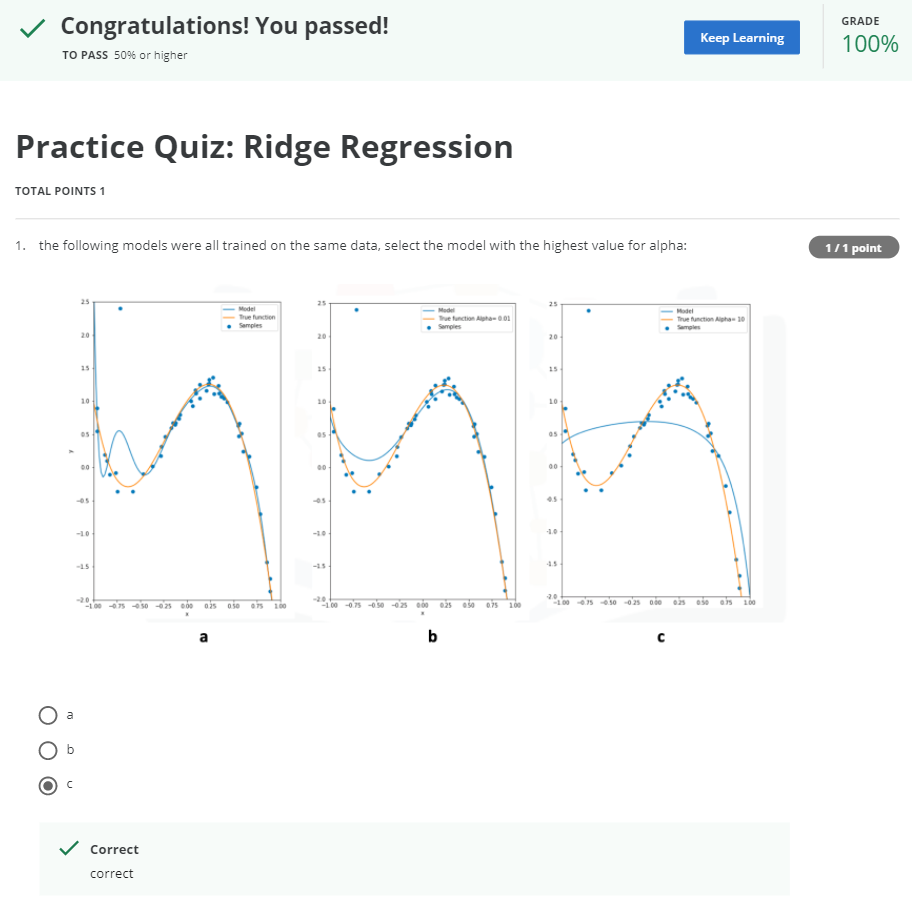 Congratulations! You passed!
TO PASS 50% or higher
Keep Learning
GRADE
100%
Practice Quiz: Ridge Regression
TOTAL POINTS 1
1. the following models were all trained on the same data, select the model with the highest value for alpha:
1 / 1 point
Model
True function
Samples
2.5
2.0
1.5
1.0
0.5
0.0
-0.5
-1.0
-1.5
-2.0
y
-1.00 -0.75 -0.50 -0.25 0.00 0.25 0.50 0.75 1.00
x
a
Model
True function Alpha= 0.01
Samples
2.5
2.0
1.5
1.0
0.5
0.0
-0.5
-1.0
-1.5
-2.0
-1.00 -0.75 -0.50 -0.25 0.00 0.25 0.50 0.75 1.00
x
b
Model
True function Alpha= 10
Samples
2.5
2.0
1.5
1.0
0.5
0.0
0.5
1.0
1.5
2.0
-1.00 -0.75 -0.50 -0.25 0.00 0.25 0.50 0.75 1.00
c
a
b
c
Correct
correct